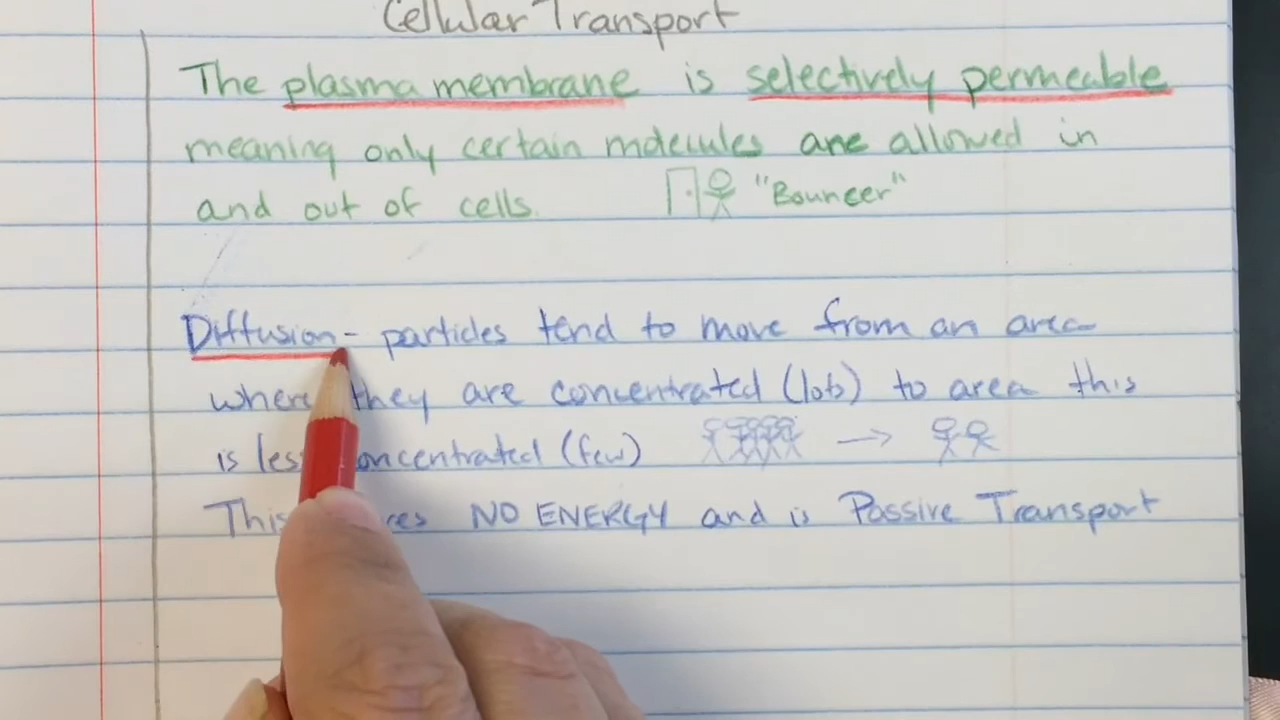 Cellular Transport
The plasma membrane is selectively permeable
meaning only certain molecules are allowed in
and out of cells. "Bouncer"
Diffusion- particles tend to move from an area
where they are concentrated (lots) to area this
is less concentrated (few)
This NO ENERGY and is Passive Transport